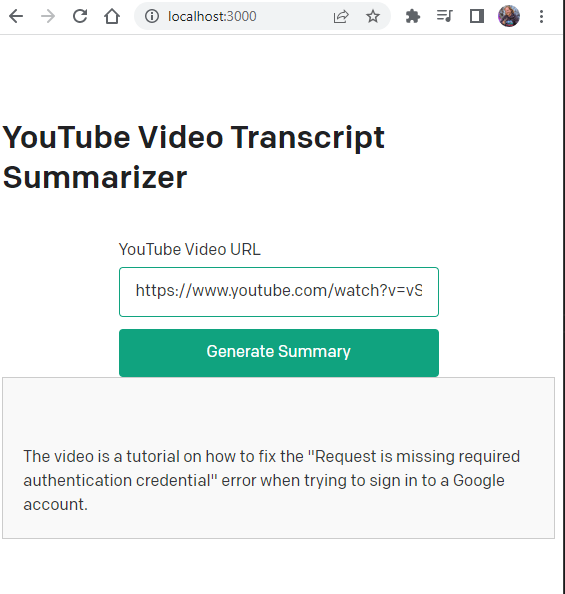 localhost:3000
YouTube Video Transcript
Summarizer
YouTube Video URL
https://www.youtube.com/watch?v=vS
Generate Summary
The video is a tutorial on how to fix the "Request is missing required
authentication credential" error when trying to sign in to a Google
account.